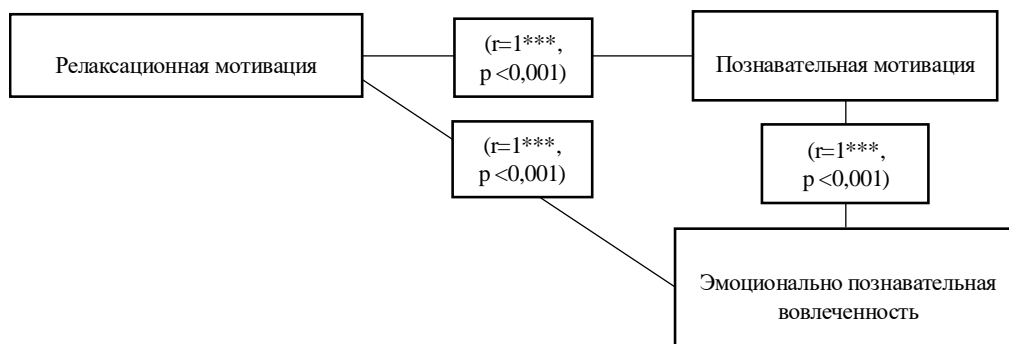 Релаксационная мотивация
(r=1***,
p <0,001)
Познавательная мотивация
(r=1***,
p <0,001)
(r=1***,
p <0,001)
Эмоционально познавательная
вовлеченность